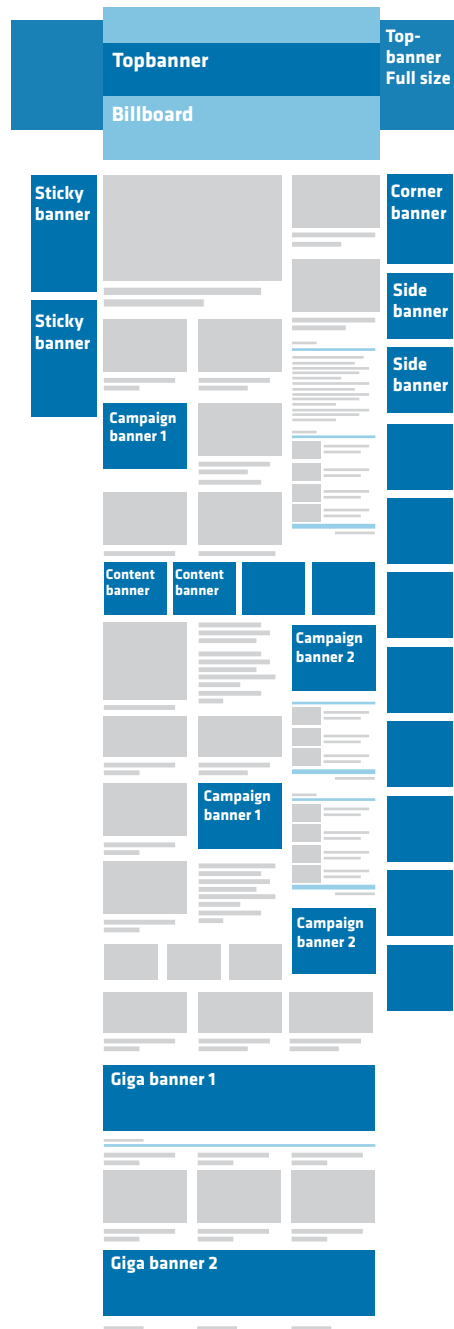 Topbanner
Top-
banner
Full size
Billboard
Sticky
banner
Corner
banner
Side
banner
Sticky
banner
Side
banner
Campaign
banner 1
Content
banner
Content
banner
Campaign
banner 2
Campaign
banner 1
Campaign
banner 2
Giga banner 1
Giga banner 2